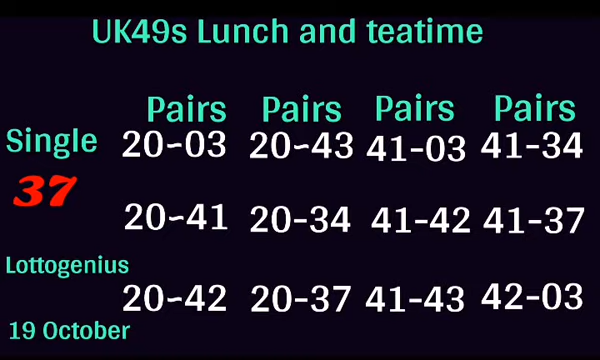 UK49s Lunch and teatime
Pairs Pairs Pairs Pairs
Single 20-03 20-43 41-03 41-34
37
20-41 20-34 41-42 41-37
Lottogenius
20-42 20-37 41-43 42-03
19 October